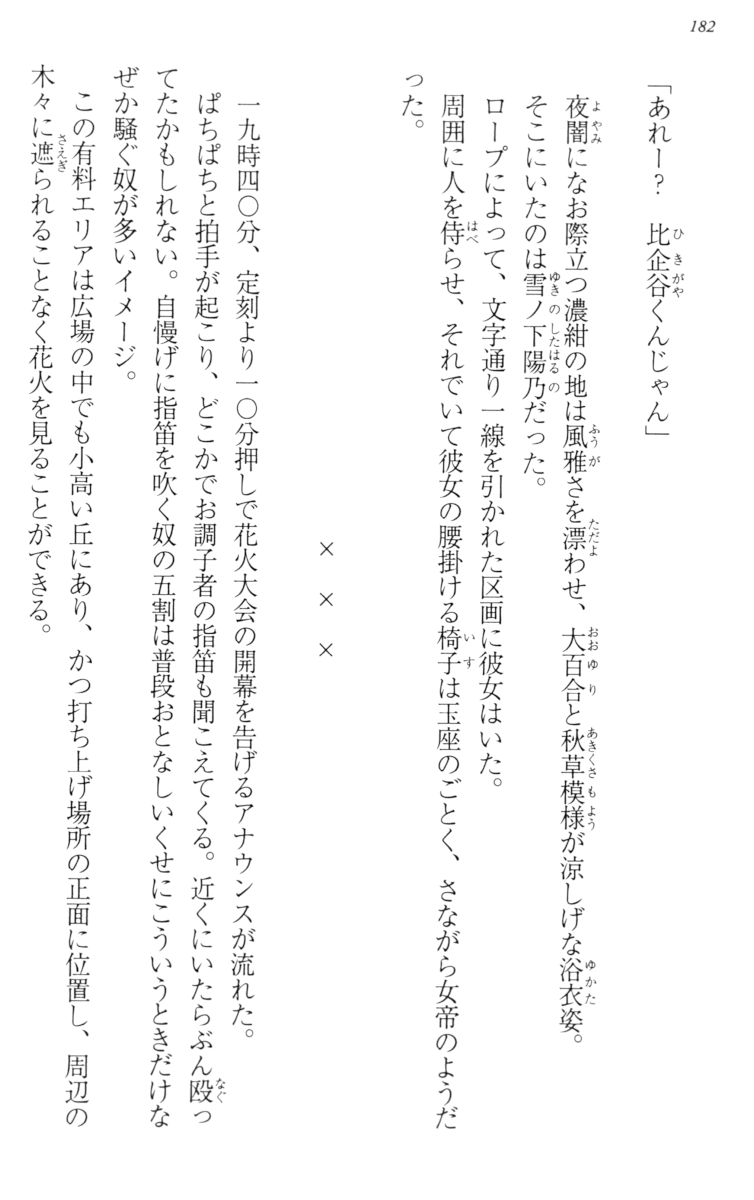 182
「あれー？　比企谷くんじゃん」
夜闇になお際立つ濃紺の地は風雅さを漂わせ、大百合と秋草模様が涼しげな浴衣姿。
そこにいたのは雪ノ下陽乃だった。
ロープによって、文字通り一線を引かれた区画に彼女はいた。
周囲に人を侍らせ、それでいて彼女の腰掛ける椅子は玉座のごとく、さながら女帝のようだ
った。
×　×　×
一九時四〇分、定刻より一〇分押しで花火大会の開幕を告げるアナウンスが流れた。
ぱちぱちと拍手が起こり、どこかでお調子者の指笛も聞こえてくる。近くにいたらぶん殴っ
てたかもしれない。自慢げに指笛を吹く奴の五割は普段おとなしいくせにこういうときだけな
ぜか騒ぐ奴が多いイメージ。
この有料エリアは広場の中でも小高い丘にあり、かつ打ち上げ場所の正面に位置し、周辺の
木々に遮られることなく花火を見ることができる。